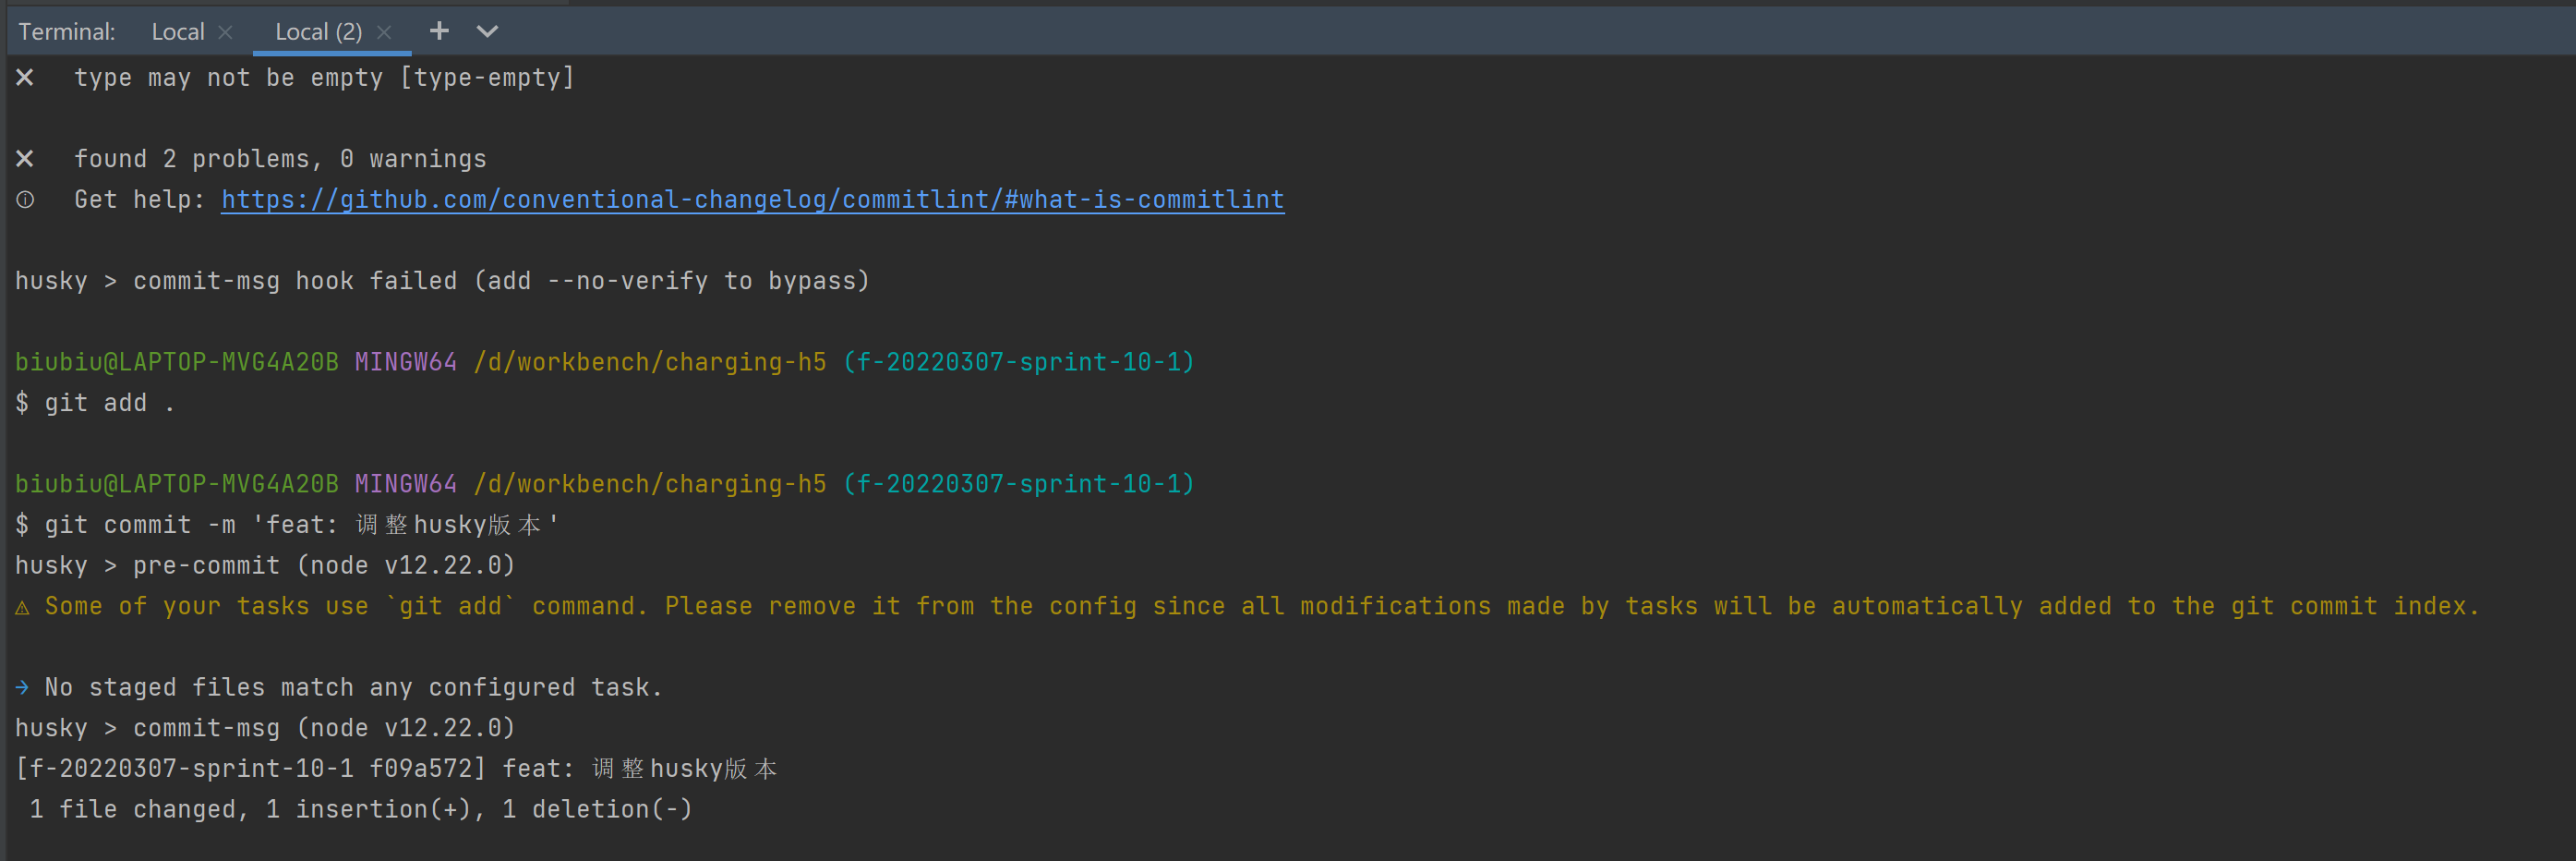 Terminal: Local × Local (2) × +
✕ type may not be empty [type-empty]
✕ found 2 problems, 0 warnings
ⓘ Get help: https://github.com/conventional-changelog/commitlint/#what-is-commitlint
husky > commit-msg hook failed (add --no-verify to bypass)
biubiu@LAPTOP-MVG4A20B MINGW64 /d/workbench/charging-h5 (f-20220307-sprint-10-1)
$ git add .
biubiu@LAPTOP-MVG4A20B MINGW64 /d/workbench/charging-h5 (f-20220307-sprint-10-1)
$ git commit -m 'feat: 调整husky版本'
husky > pre-commit (node v12.22.0)
⚠ Some of your tasks use `git add` command. Please remove it from the config since all modifications made by tasks will be automatically added to the git commit index.
→ No staged files match any configured task.
husky > commit-msg (node v12.22.0)
[f-20220307-sprint-10-1 f09a572] feat: 调整husky版本
1 file changed, 1 insertion(+), 1 deletion(-)